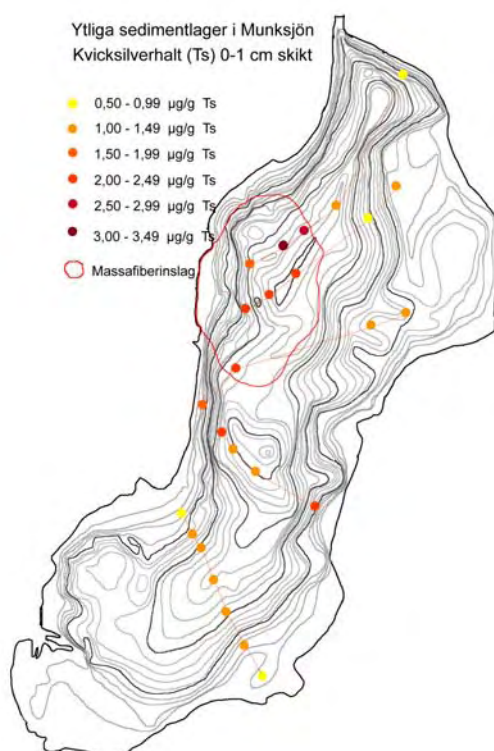 Ytliga sedimentlager i Munksjön
Kvicksilverhalt (Ts) 0-1 cm skikt
0,50 - 0,99 µg/g Ts
1,00 - 1,49 µg/g Ts
1,50 - 1,99 µg/g Ts
2,00 - 2,49 µg/g Ts
2,50 - 2,99 µg/g Ts
3,00 - 3,49 µg/g Ts
Massafiberinslag